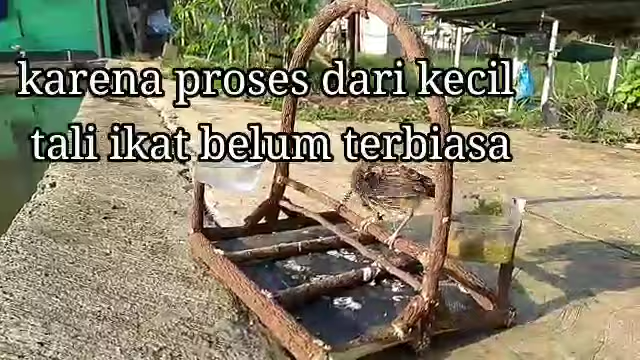 karena proses dari kecil
tali ikat belum terbiasa